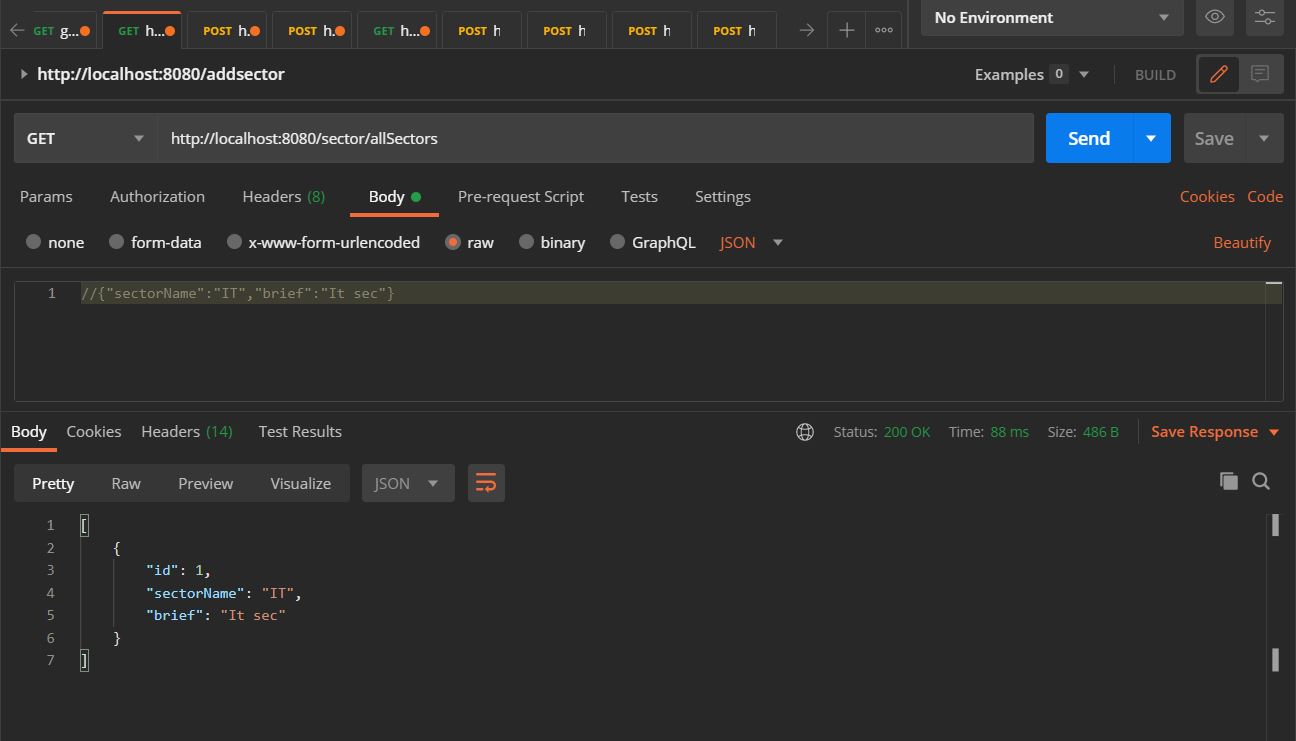 GET g... GET h... POST h. POST h. GET h... POST h POST h POST h POST h No Environment
http://localhost:8080/addsector Examples 0 BUILD
GET http://localhost:8080/sector/allSectors Send Save
Params Authorization Headers (8) Body Pre-request Script Tests Settings Cookies Code
none form-data x-www-form-urlencoded raw binary GraphQL JSON Beautify
1 //{"sectorName":"IT","brief":"It sec"}
Body Cookies Headers (14) Test Results Status: 200 OK Time: 88 ms Size: 486 B Save Response
Pretty Raw Preview Visualize JSON
1 [
2 {
3 "id": 1,
4 "sectorName": "IT",
5 "brief": "It sec"
6 }
7 ]